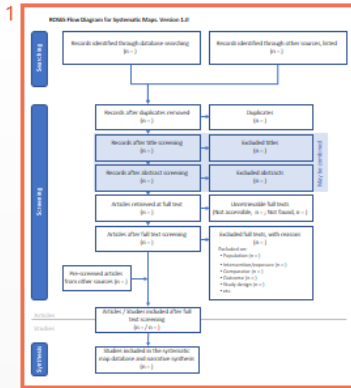 1
ROSES Flow Diagram for Systematic Maps. Version 1.0
Searching
Records identified through database searching
(n = )
Records identified through other sources, listed
(n = )
Screening
Records after duplicates removed
(n = )
Duplicates
(n = )
Records after title screening
(n = )
Excluded titles
(n = )
May be combined
Records after abstract screening
(n = )
Excluded abstracts
(n = )
Articles retrieved at full text
(n = )
Unretrievable full texts
(Not accessible, n = ; Not found, n = )
Articles after full text screening
(n = )
Excluded full texts, with reasons
(n = )
Excluded on:
• Population (n = )
• Intervention/exposure (n = )
• Comparator (n = )
• Outcome (n = )
• Study design (n = )
• etc.
Pre-screened articles
from other sources (n = )
Articles
Studies
Articles / Studies included after full
text screening
(n = / n = )
Synthesis
Studies included in the systematic
map database and narrative synthesis
(n = )